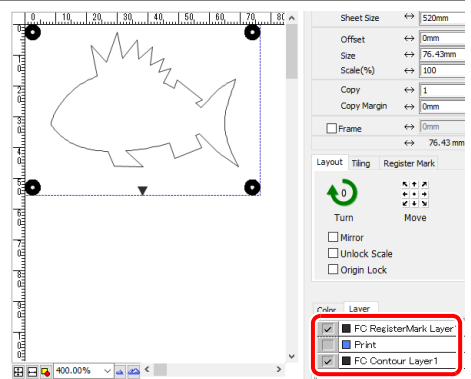 0 10 20 30 40 50 60 70 80
Sheet Size 520mm
Offset 0mm
Size 76.43mm
Scale(%) 100
Copy 1
Copy Margin 0mm
Frame 0mm
76.43 mm
Layout Tiling Register Mark
0
Turn Move
Mirror
Unlock Scale
Origin Lock
Color Layer
FC RegisterMark Layer
Print
FC Contour Layer1
400.00%